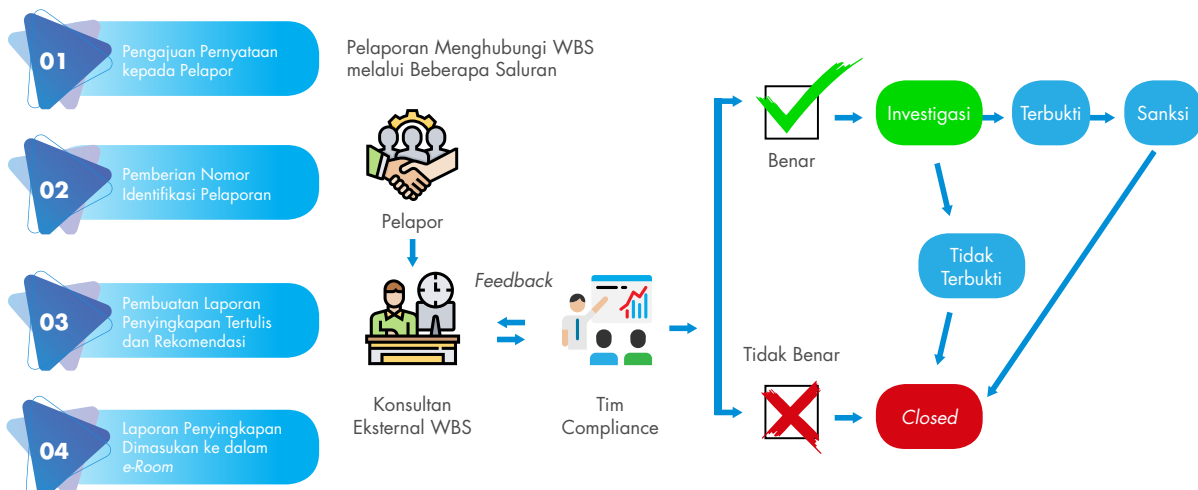 01
Pengajuan Pernyataan
kepada Pelapor
02
Pemberian Nomor
Identifikasi Pelaporan
03
Pembuatan Laporan
Penyingkapan Tertulis
dan Rekomendasi
04
Laporan Penyingkapan
Dimasukan ke dalam
e-Room
Pelaporan Menghubungi WBS
melalui Beberapa Saluran
Pelapor
Feedback
Konsultan
Eksternal WBS
Tim
Compliance
Benar
Investigasi
Terbukti
Sanksi
Tidak
Terbukti
Tidak Benar
Closed